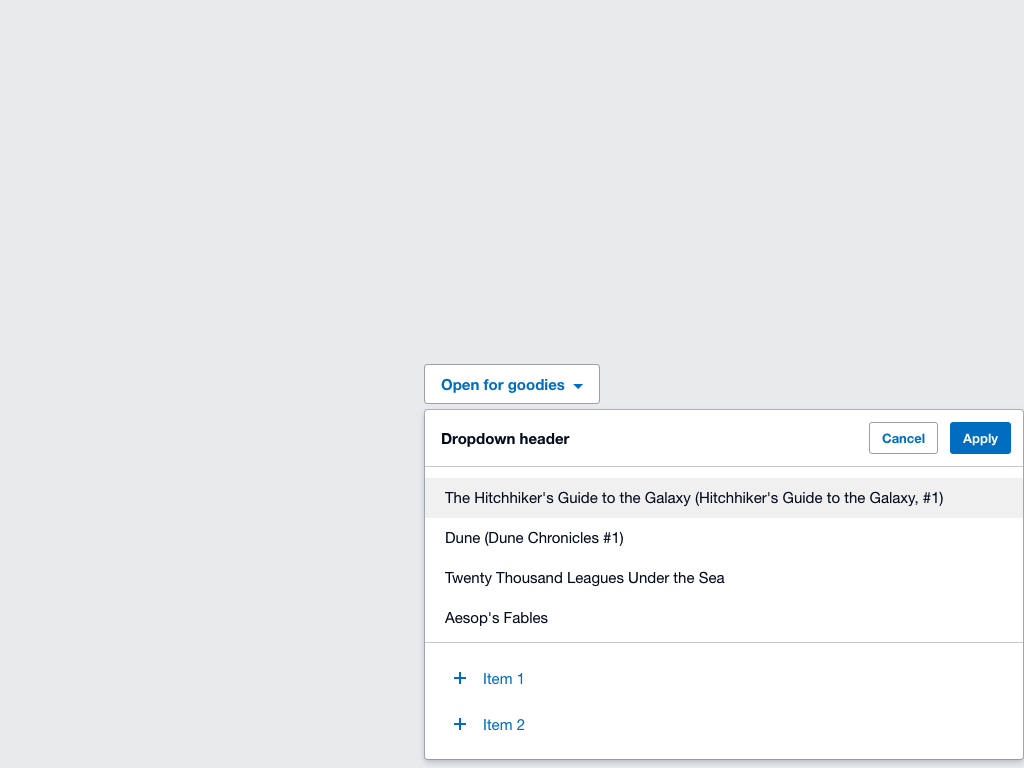 Open for goodies
Dropdown header
Cancel
Apply
The Hitchhiker's Guide to the Galaxy (Hitchhiker's Guide to the Galaxy, #1)
Dune (Dune Chronicles #1)
Twenty Thousand Leagues Under the Sea
Aesop's Fables
Item 1
Item 2